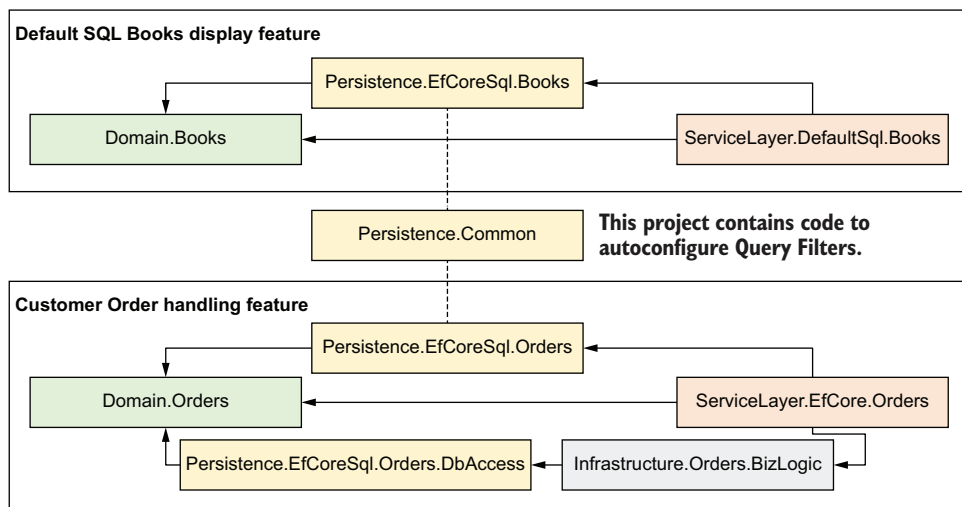 Default SQL Books display feature
Persistence.EfCoreSql.Books
Domain.Books
ServiceLayer.DefaultSql.Books
Persistence.Common
This project contains code to
autoconfigure Query Filters.
Customer Order handling feature
Persistence.EfCoreSql.Orders
Domain.Orders
ServiceLayer.EfCore.Orders
Persistence.EfCoreSql.Orders.DbAccess
Infrastructure.Orders.BizLogic